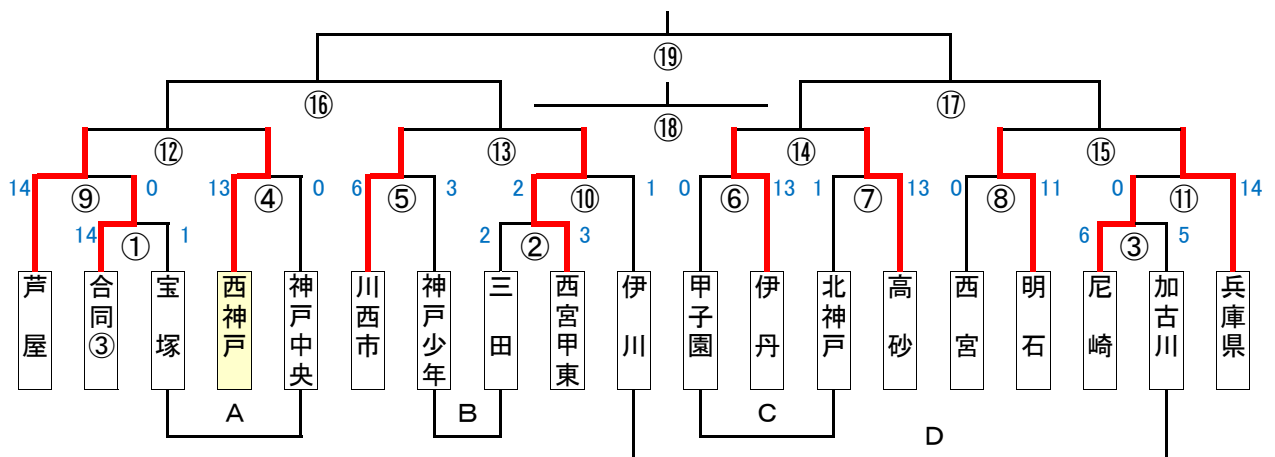 ⑲
⑯ ⑰
⑱
⑫ ⑬ ⑭ ⑮
14 0 13 0 6 3 2 1 0 13 1 13 0 11 0 14
⑨ ④ ⑤ ⑩ ⑥ ⑦ ⑧ ⑪
14 1 2 3 6 5
① ② ③
芦屋
合同③
宝塚
西神戸
神戸中央
川西市
神戸少年
三田
西宮甲東
伊川
甲子園
伊丹
北神戸
高砂
西宮
明石
尼崎
加古川
兵庫県
A B C D